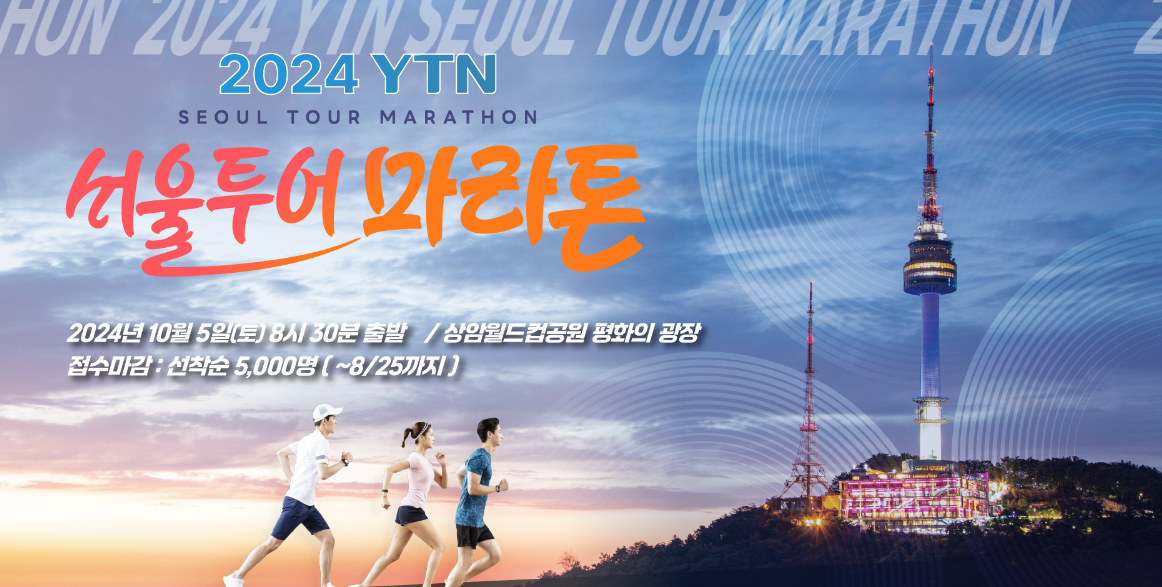 HON 2024 YTN SEOUL TOUR MARATHON 2
2024 YTN
SEOUL TOUR MARATHON
서울투어 마라톤
2024년 10월 5일(토) 8시 30분 출발 / 상암월드컵공원 평화의 광장
접수마감 : 선착순 5,000명 ( ~8/25까지 )